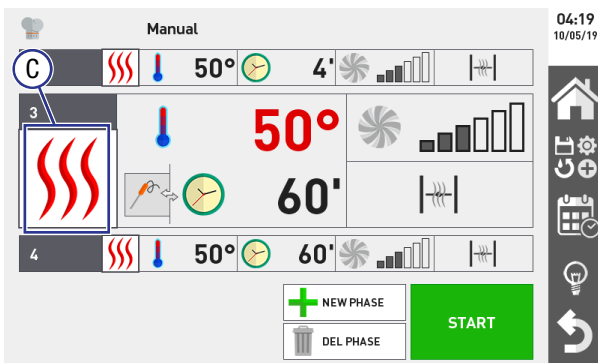 Manual
04:19
10/05/19
C
50° 4'
3
50°
60'
4
50° 60'
NEW PHASE
DEL PHASE
START